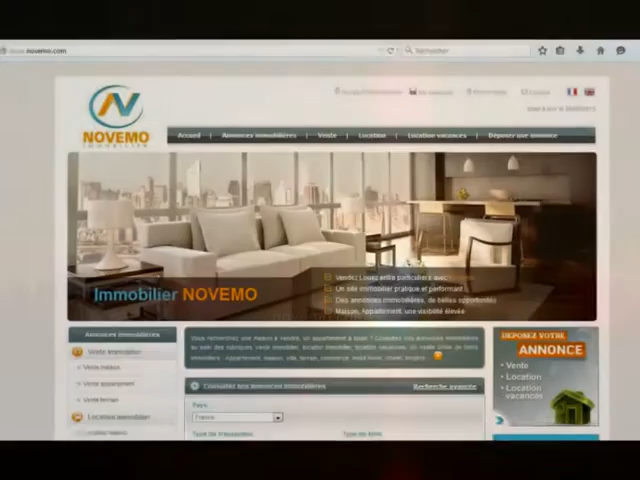 novemo.com
Rechercher
NOVEMO
IMMOBILIER
Accueil | Annonces immobilières | Vente | Location | Location vacances | Déposer une annonce
Immobilier NOVEMO
Vendez Louez entre particuliers avec
Un site immobilier pratique et performant
Des annonces immobilières, de belles opportunités
Maison, Appartement, une visibilité élevée
Annonces immobilières
Vente immobilier
Vente maison
Vente appartement
Vente terrain
Location immobilier
Consultez nos annonces immobilières
Recherche avancée
Pays
France
Type de transaction
Type de bien
DEPOSEZ VOTRE
ANNONCE
Vente
Location
Location
vacances